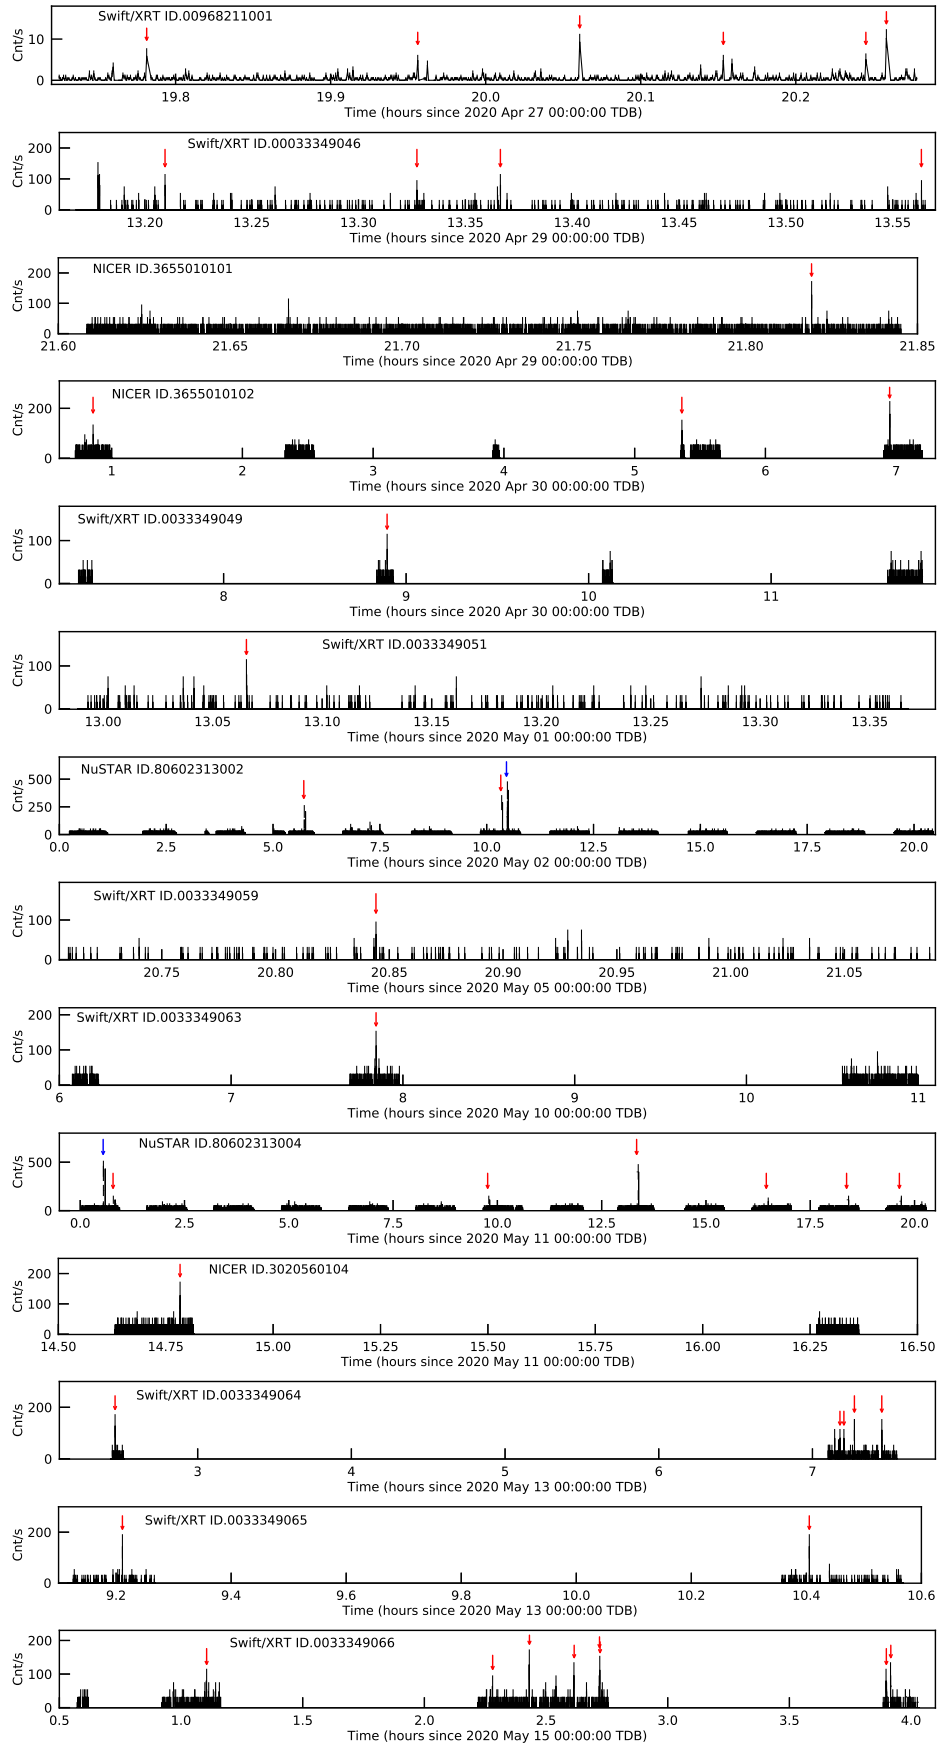 Swift/XRT ID.00968211001
10
0
Cnt/s
19.8 19.9 20.0 20.1 20.2
Time (hours since 2020 Apr 27 00:00:00 TDB)
Swift/XRT ID.00033349046
200
100
0
Cnt/s
13.20 13.25 13.30 13.35 13.40 13.45 13.50 13.55
Time (hours since 2020 Apr 29 00:00:00 TDB)
NICER ID.3655010101
200
100
0
Cnt/s
21.60 21.65 21.70 21.75 21.80 21.85
Time (hours since 2020 Apr 29 00:00:00 TDB)
NICER ID.3655010102
200
0
Cnt/s
1 2 3 4 5 6 7
Time (hours since 2020 Apr 30 00:00:00 TDB)
Swift/XRT ID.0033349049
100
0
Cnt/s
8 9 10 11
Time (hours since 2020 Apr 30 00:00:00 TDB)
Swift/XRT ID.0033349051
100
0
Cnt/s
13.00 13.05 13.10 13.15 13.20 13.25 13.30 13.35
Time (hours since 2020 May 01 00:00:00 TDB)
NuSTAR ID.80602313002
500
250
0
Cnt/s
0.0 2.5 5.0 7.5 10.0 12.5 15.0 17.5 20.0
Time (hours since 2020 May 02 00:00:00 TDB)
Swift/XRT ID.0033349059
100
0
Cnt/s
20.75 20.80 20.85 20.90 20.95 21.00 21.05
Time (hours since 2020 May 05 00:00:00 TDB)
Swift/XRT ID.0033349063
200
100
0
Cnt/s
6 7 8 9 10 11
Time (hours since 2020 May 10 00:00:00 TDB)
NuSTAR ID.80602313004
500
0
Cnt/s
0.0 2.5 5.0 7.5 10.0 12.5 15.0 17.5 20.0
Time (hours since 2020 May 11 00:00:00 TDB)
NICER ID.3020560104
200
100
0
Cnt/s
14.50 14.75 15.00 15.25 15.50 15.75 16.00 16.25 16.50
Time (hours since 2020 May 11 00:00:00 TDB)
Swift/XRT ID.0033349064
200
0
Cnt/s
3 4 5 6 7
Time (hours since 2020 May 13 00:00:00 TDB)
Swift/XRT ID.0033349065
200
0
Cnt/s
9.2 9.4 9.6 9.8 10.0 10.2 10.4 10.6
Time (hours since 2020 May 13 00:00:00 TDB)
Swift/XRT ID.0033349066
200
100
0
Cnt/s
0.5 1.0 1.5 2.0 2.5 3.0 3.5 4.0
Time (hours since 2020 May 15 00:00:00 TDB)